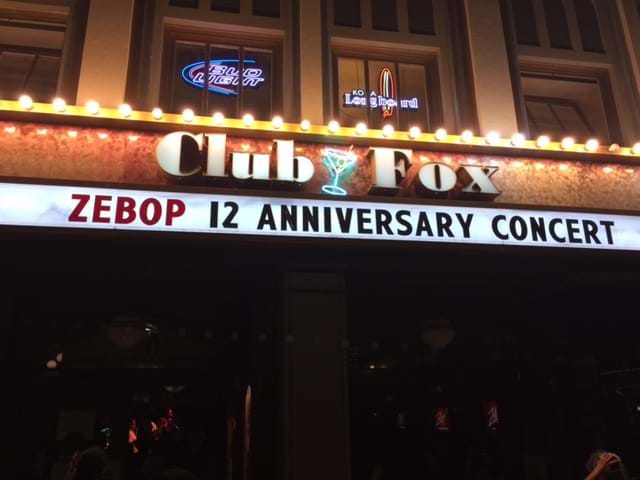 BUD
LIGHT
KONA
Longboard
Club Fox
ZEBOP 12 ANNIVERSARY CONCERT